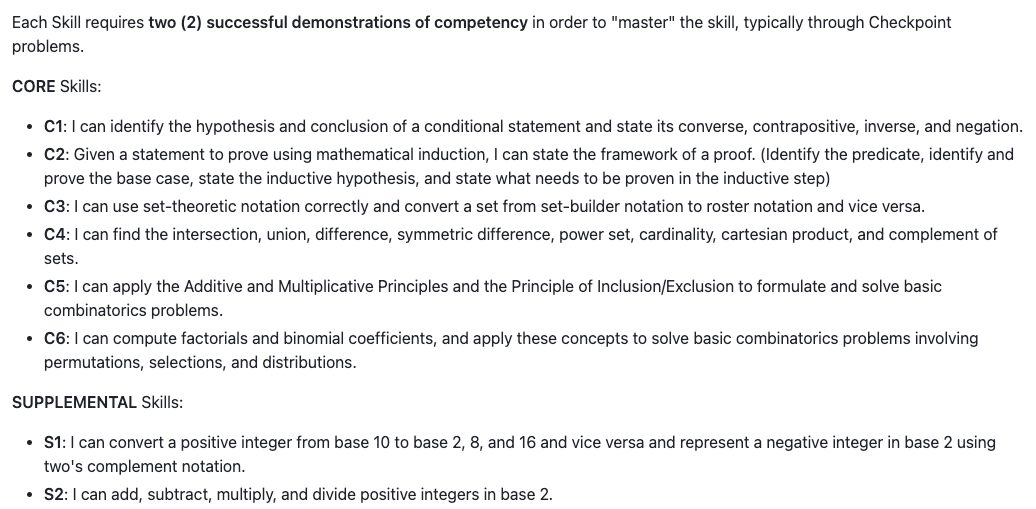 Each Skill requires two (2) successful demonstrations of competency in order to "master" the skill, typically through Checkpoint
problems.
CORE Skills:
• C1: I can identify the hypothesis and conclusion of a conditional statement and state its converse, contrapositive, inverse, and negation.
• C2: Given a statement to prove using mathematical induction, I can state the framework of a proof. (Identify the predicate, identify and
prove the base case, state the inductive hypothesis, and state what needs to be proven in the inductive step)
• C3: I can use set-theoretic notation correctly and convert a set from set-builder notation to roster notation and vice versa.
• C4: I can find the intersection, union, difference, symmetric difference, power set, cardinality, cartesian product, and complement of
sets.
• C5: I can apply the Additive and Multiplicative Principles and the Principle of Inclusion/Exclusion to formulate and solve basic
combinatorics problems.
• C6: I can compute factorials and binomial coefficients, and apply these concepts to solve basic combinatorics problems involving
permutations, selections, and distributions.
SUPPLEMENTAL Skills:
• S1: I can convert a positive integer from base 10 to base 2, 8, and 16 and vice versa and represent a negative integer in base 2 using
two's complement notation.
• S2: I can add, subtract, multiply, and divide positive integers in base 2.